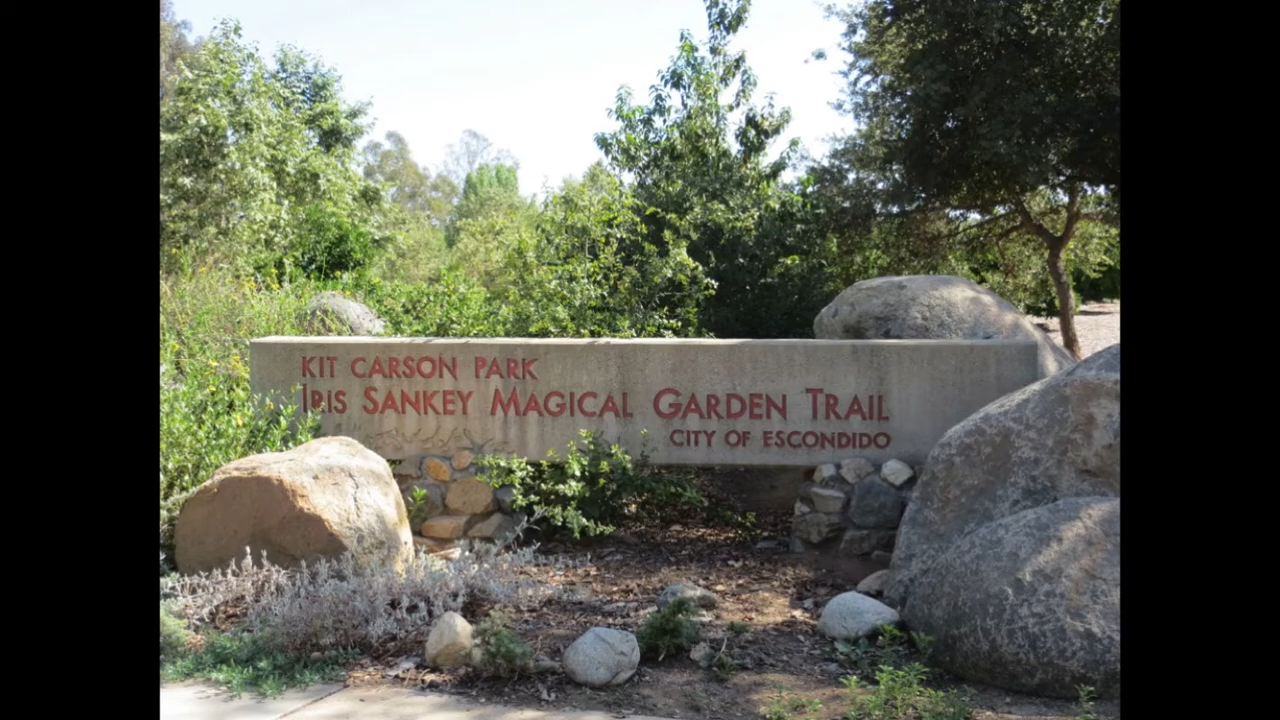 KIT CARSON PARK
IRIS SANKEY MAGICAL GARDEN TRAIL
CITY OF ESCONDIDO